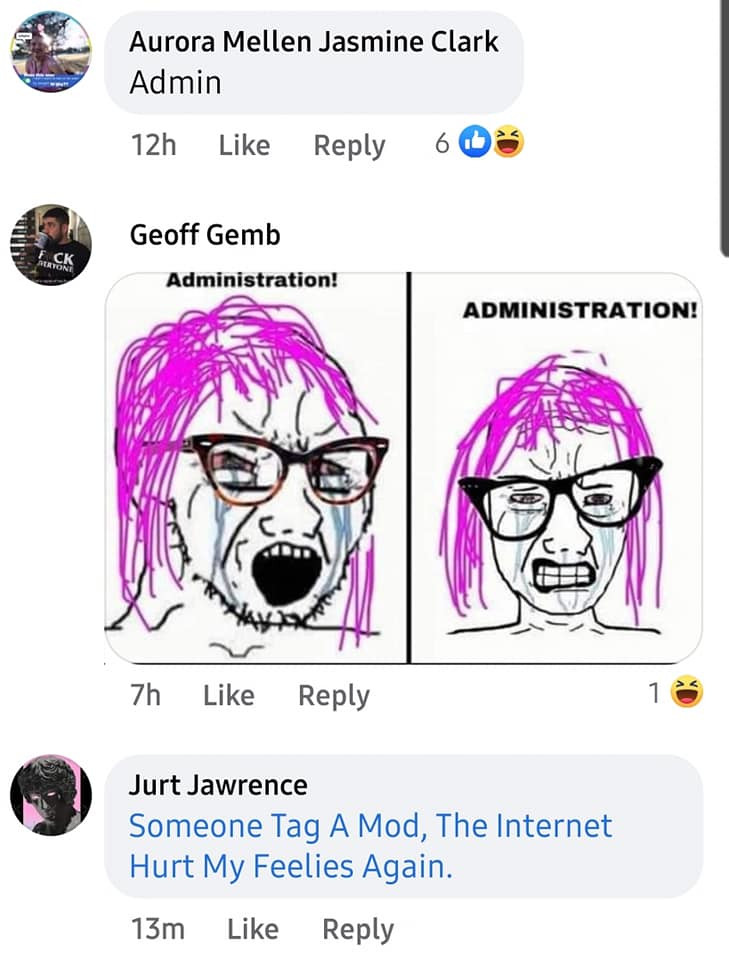 Aurora Mellen Jasmine Clark
Admin
12h Like Reply 6
Geoff Gemb
F CK
Administration!
ADMINISTRATION!
7h Like Reply 1
Jurt Jawrence
Someone Tag A Mod, The Internet
Hurt My Feelies Again.
13m Like Reply